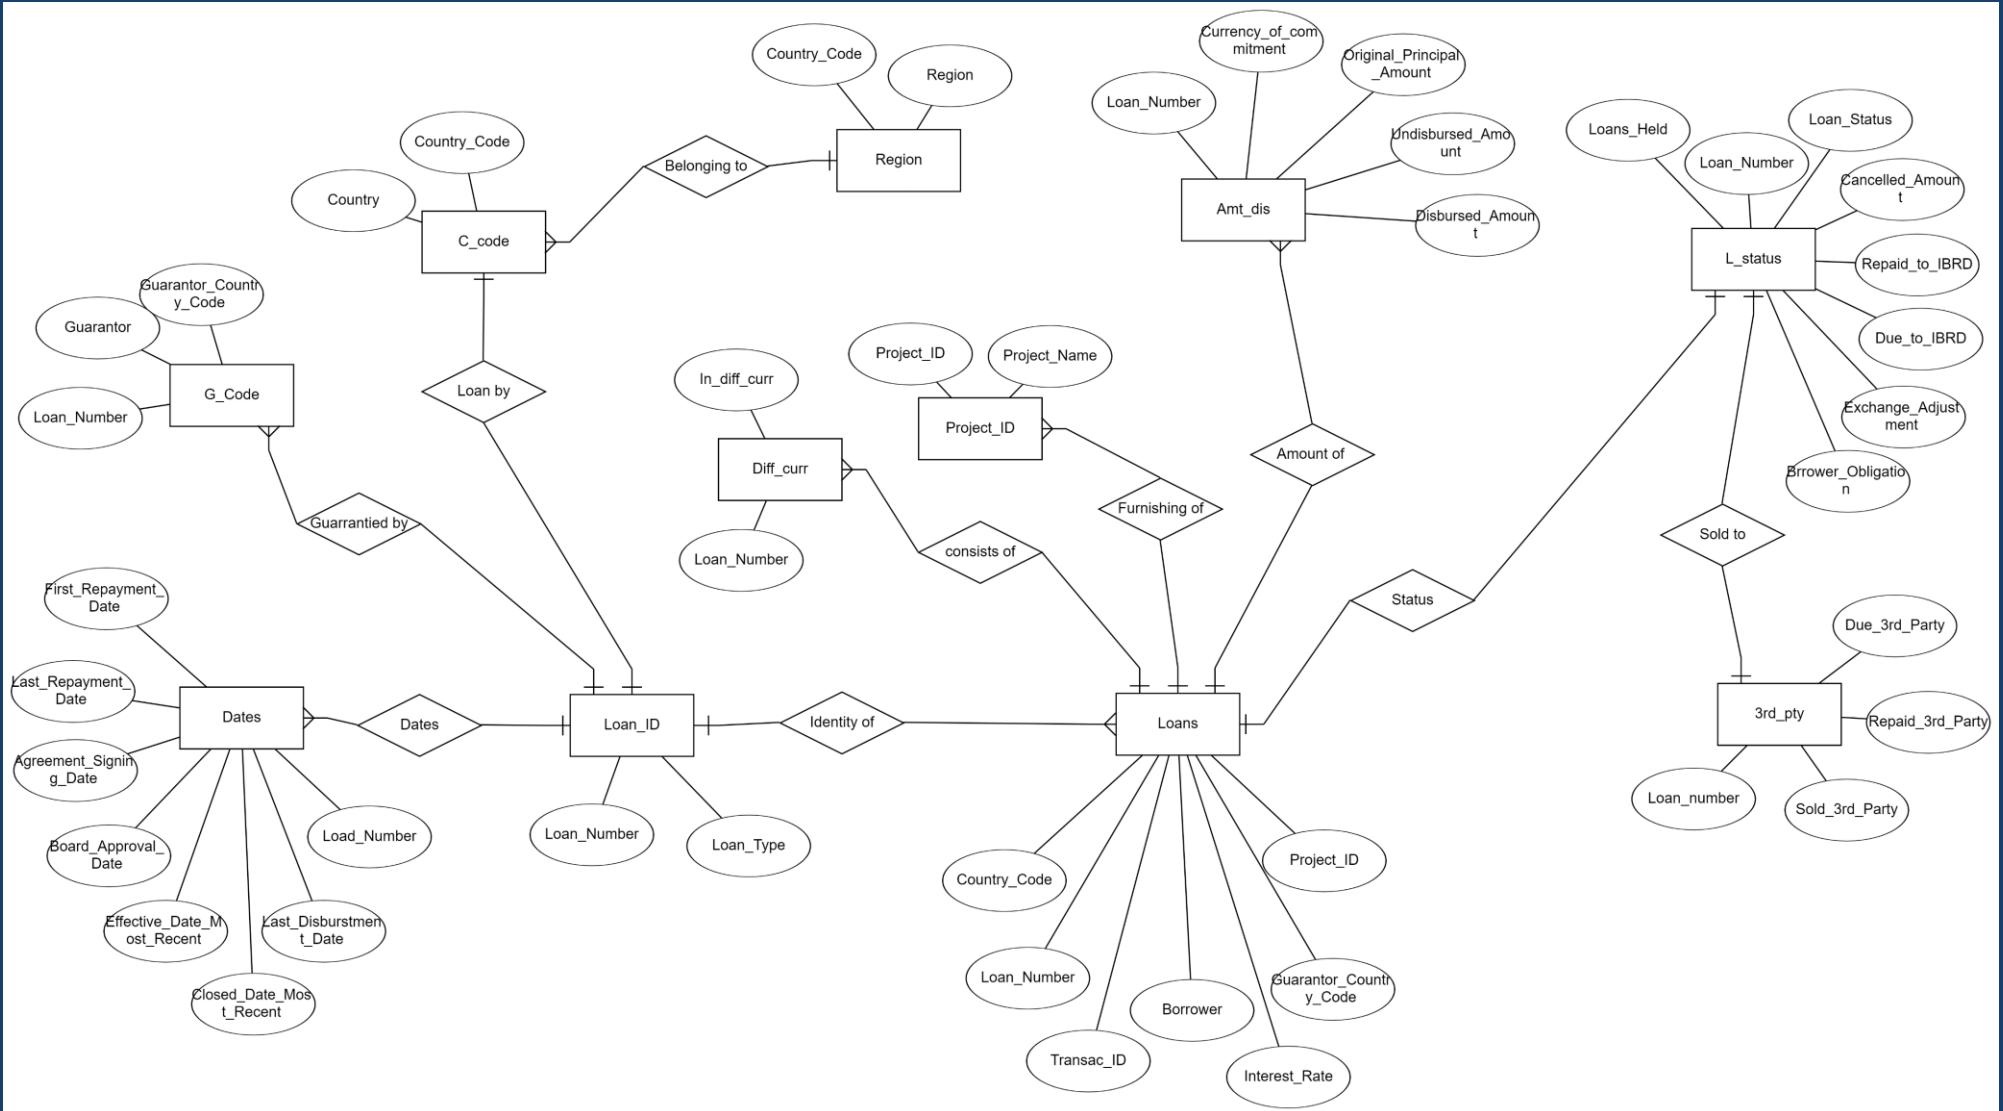 Currency_of_com
mitment
Country_Code
Region
Original_Principal
_Amount
Loan_Number
Loan_Status
Loans_Held
Undisbursed_Amo
unt
Country_Code
Belonging to
Region
Loan_Number
Cancelled_Amoun
t
Country
Amt_dis
Disbursed_Amoun
t
C_code
L_status
Repaid_to_IBRD
Guarantor_Countr
y_Code
Guarantor
Due_to_IBRD
Project_ID
Project_Name
In_diff_curr
G_Code
Loan by
Loan_Number
Exchange_Adjust
ment
Project_ID
Amount of
Diff_curr
Brrower_Obligatio
n
Furnishing of
Guarrantied by
Sold to
consists of
Loan_Number
First_Repayment_
Date
Status
Due_3rd_Party
Last_Repayment_
Date
Dates
Dates
Loan_ID
Identity of
Loans
3rd_pty
Repaid_3rd_Party
Agreement_Signin
g_Date
Loan_number
Sold_3rd_Party
Load_Number
Loan_Number
Loan_Type
Board_Approval_
Date
Project_ID
Country_Code
Effective_Date_M
ost_Recent
Last_Disburstmen
t_Date
Loan_Number
Guarantor_Countr
y_Code
Closed_Date_Mos
t_Recent
Borrower
Transac_ID
Interest_Rate